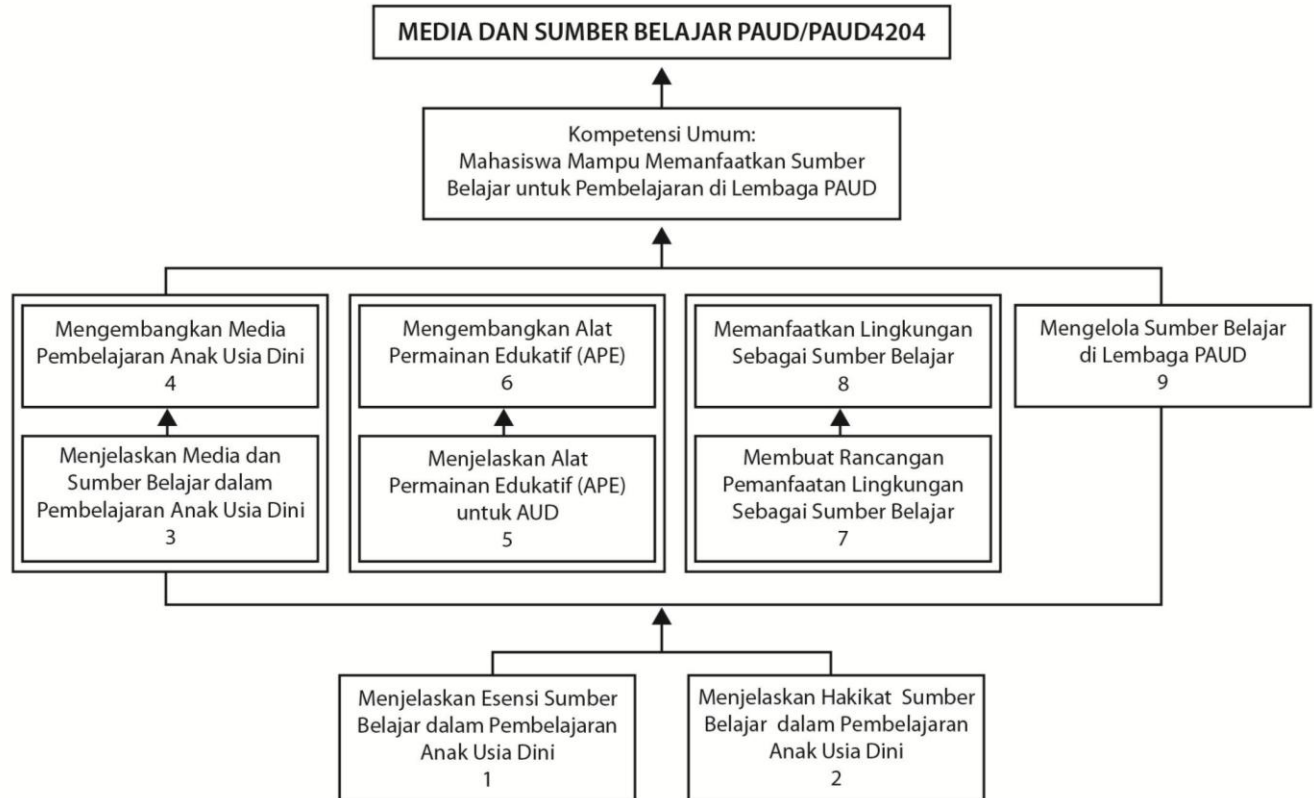 MEDIA DAN SUMBER BELAJAR PAUD/PAUD4204
Kompetensi Umum:
Mahasiswa Mampu Memanfaatkan Sumber
Belajar untuk Pembelajaran di Lembaga PAUD
Mengembangkan Media
Pembelajaran Anak Usia Dini
4
Mengembangkan Alat
Permainan Edukatif (APE)
6
Memanfaatkan Lingkungan
Sebagai Sumber Belajar
8
Mengelola Sumber Belajar
di Lembaga PAUD
9
Menjelaskan Media dan
Sumber Belajar dalam
Pembelajaran Anak Usia Dini
3
Menjelaskan Alat
Permainan Edukatif (APE)
untuk AUD
5
Membuat Rancangan
Pemanfaatan Lingkungan
Sebagai Sumber Belajar
7
Menjelaskan Esensi Sumber
Belajar dalam Pembelajaran
Anak Usia Dini
1
Menjelaskan Hakikat Sumber
Belajar dalam Pembelajaran
Anak Usia Dini
2